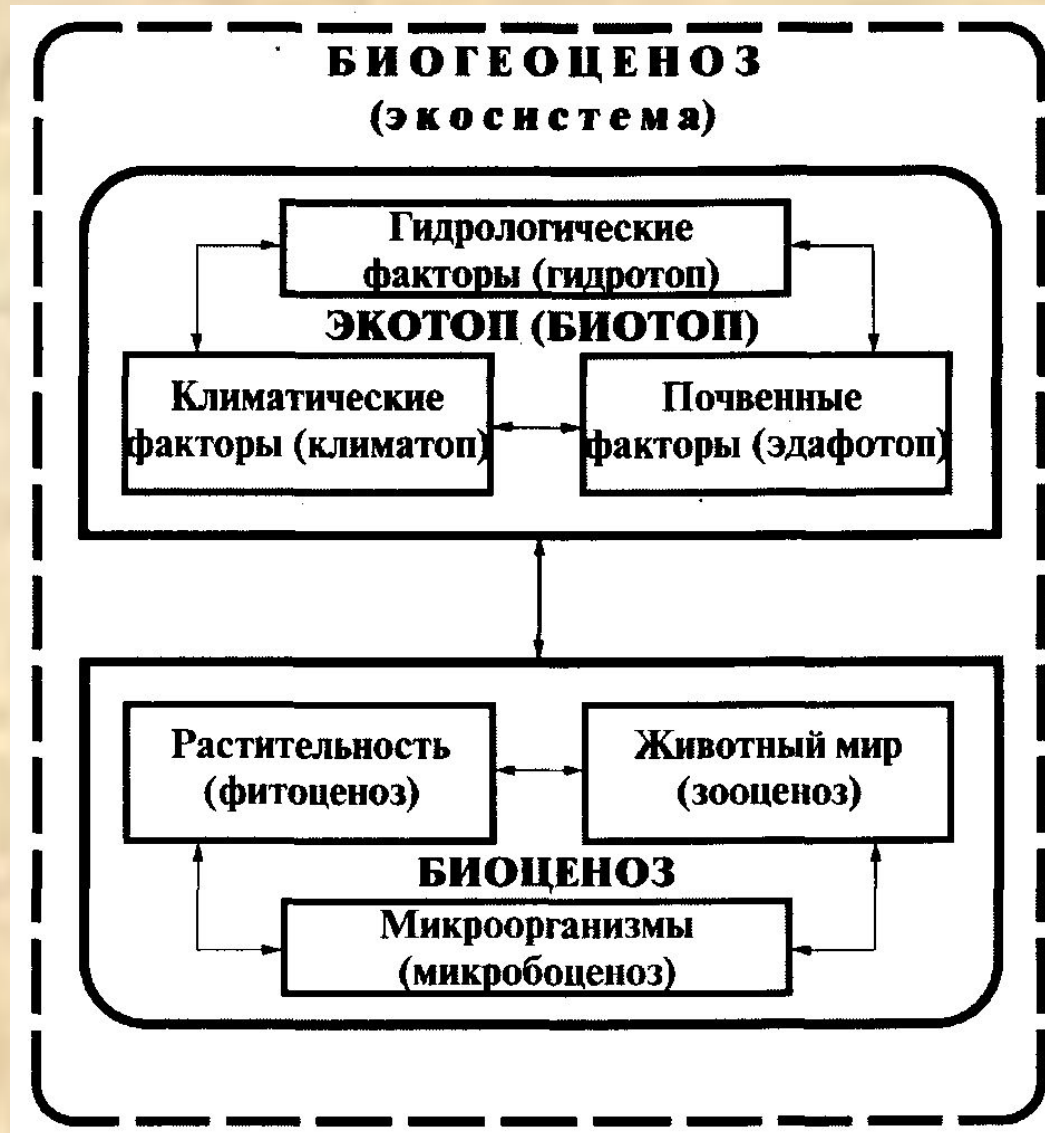 БИОГЕОЦЕНОЗ
(экосистема)
Гидрологические
факторы (гидротоп)
ЭКОТОП (БИОТОП)
Климатические
факторы (климатоп)
Почвенные
факторы (эдафотоп)
Растительность
(фитоценоз)
Животный мир
(зооценоз)
БИОЦЕНОЗ
Микроорганизмы
(микробоценоз)